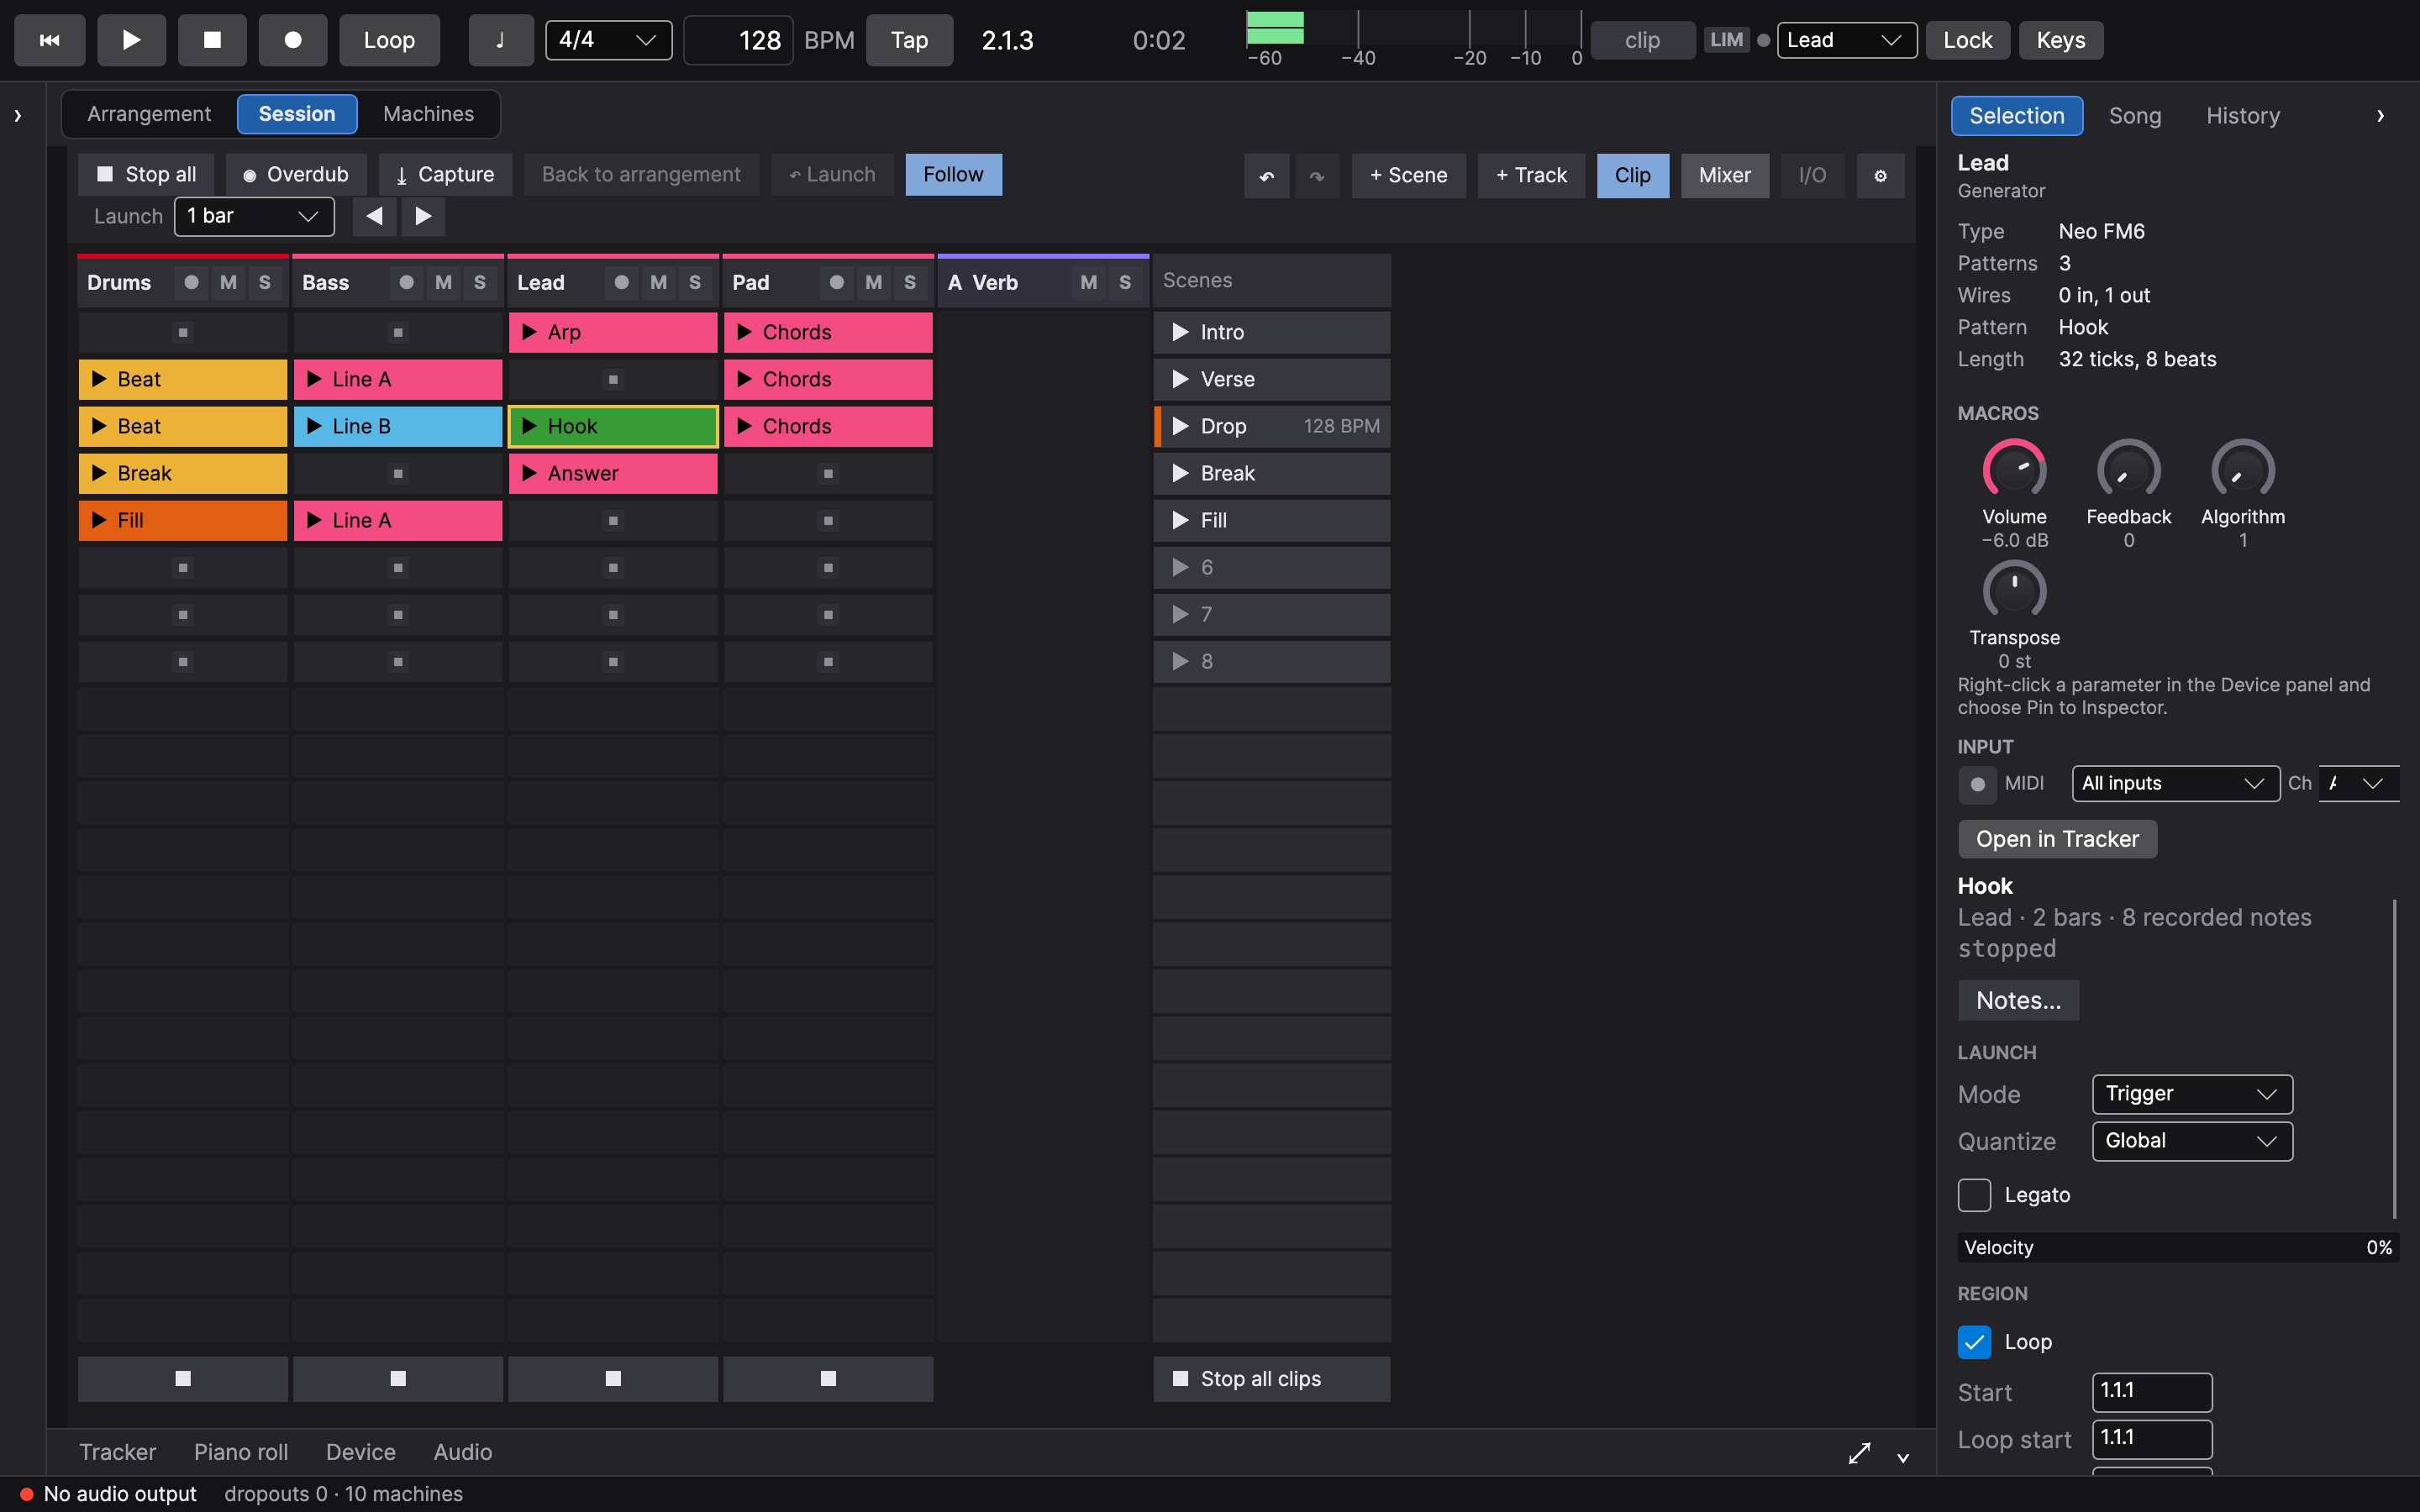 Loop
4/4
128 BPM
Tap
2.1.3
0:02
−60 −40 −20 −10 0
clip
LIM
Lead
Lock
Keys
Arrangement
Session
Machines
Stop all
Overdub
Capture
Back to arrangement
Launch
Follow
+ Scene
+ Track
Clip
Mixer
I/O
Launch 1 bar
Drums M S
Bass M S
Lead M S
Pad M S
A Verb M S
Scenes
Arp Chords Intro
Beat Line A Chords Verse
Beat Line B Hook Chords Drop 128 BPM
Break Answer Break
Fill Line A Fill
6
7
8
Stop all clips
Tracker
Piano roll
Device
Audio
No audio output
dropouts 0 · 10 machines
Selection
Song
History
Lead
Generator
Type Neo FM6
Patterns 3
Wires 0 in, 1 out
Pattern Hook
Length 32 ticks, 8 beats
MACROS
Volume Feedback Algorithm
−6.0 dB 0 1
Transpose
0 st
Right-click a parameter in the Device panel and
choose Pin to Inspector.
INPUT
MIDI All inputs Ch
Open in Tracker
Hook
Lead · 2 bars · 8 recorded notes
stopped
Notes...
LAUNCH
Mode Trigger
Quantize Global
Legato
Velocity 0%
REGION
Loop
Start 1.1.1
Loop start 1.1.1